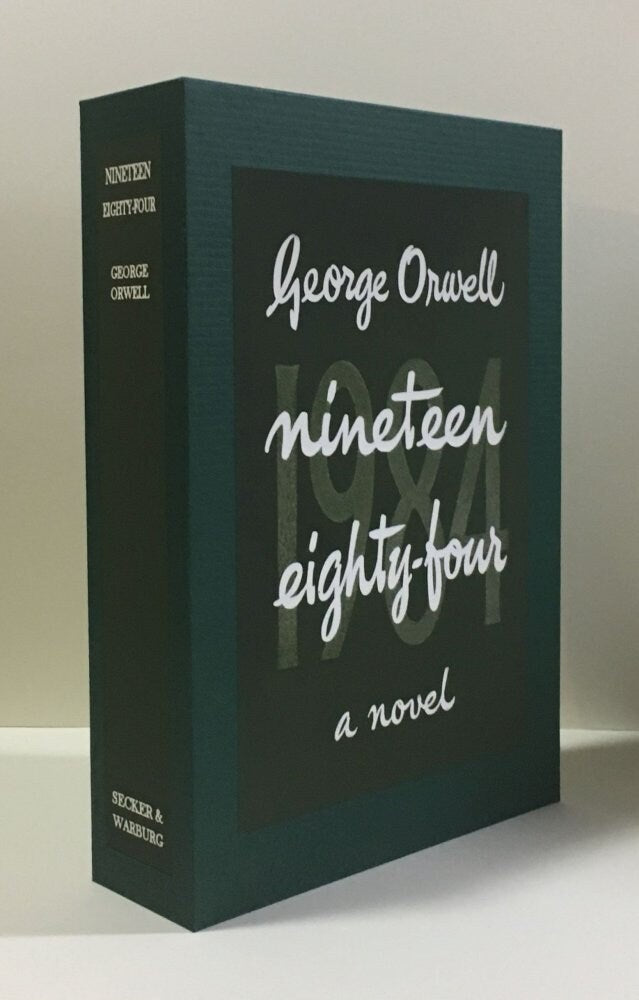 NINETEEN
EIGHTY-FOUR
GEORGE
ORWELL
SECKER &
WARBURG
George Orwell
1984
nineteen
eighty-four
a novel